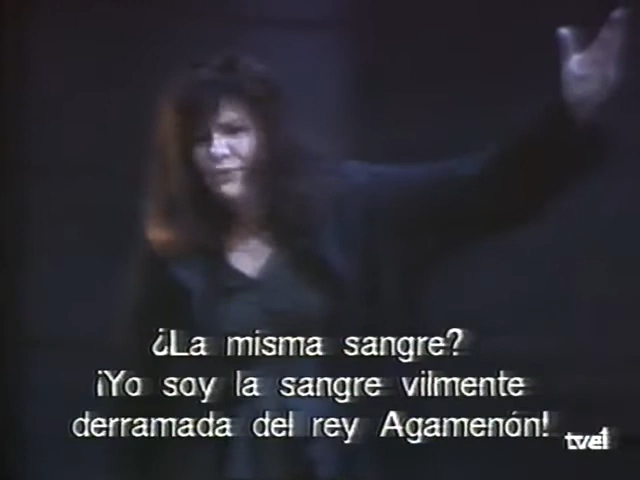 ¿La misma sangre?
¡Yo soy la sangre vilmente
derramada del rey Agamenón!
tve1